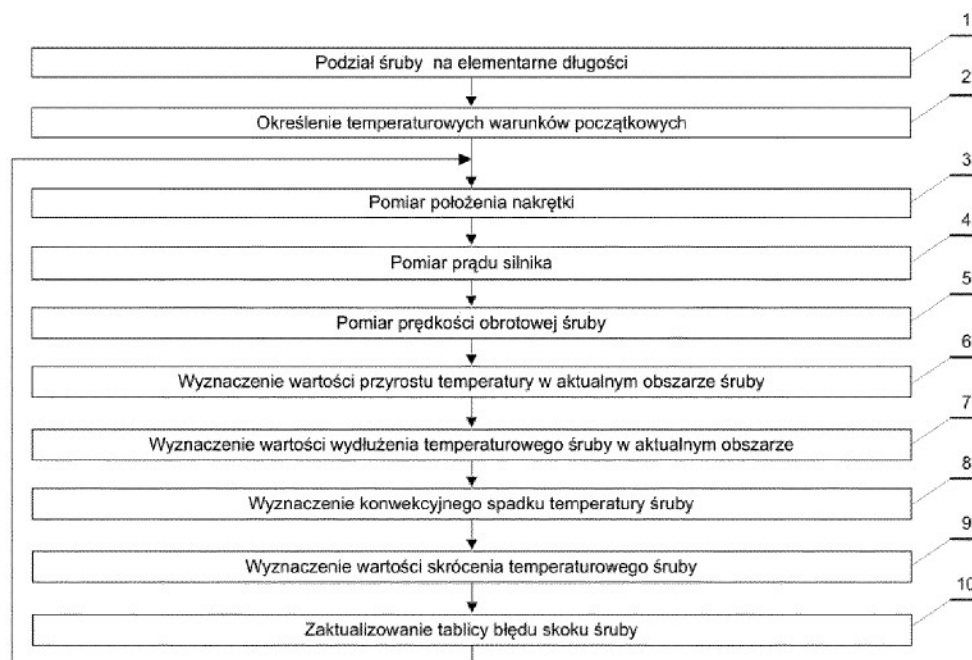 1
Podział śruby na elementarne długości
2
Określenie temperaturowych warunków początkowych
3
Pomiar położenia nakrętki
4
Pomiar prądu silnika
5
Pomiar prędkości obrotowej śruby
6
Wyznaczenie wartości przyrostu temperatury w aktualnym obszarze śruby
7
Wyznaczenie wartości wydłużenia temperaturowego śruby w aktualnym obszarze
8
Wyznaczenie konwekcyjnego spadku temperatury śruby
9
Wyznaczenie wartości skrócenia temperaturowego śruby
10
Zaktualizowanie tablicy błędu skoku śruby